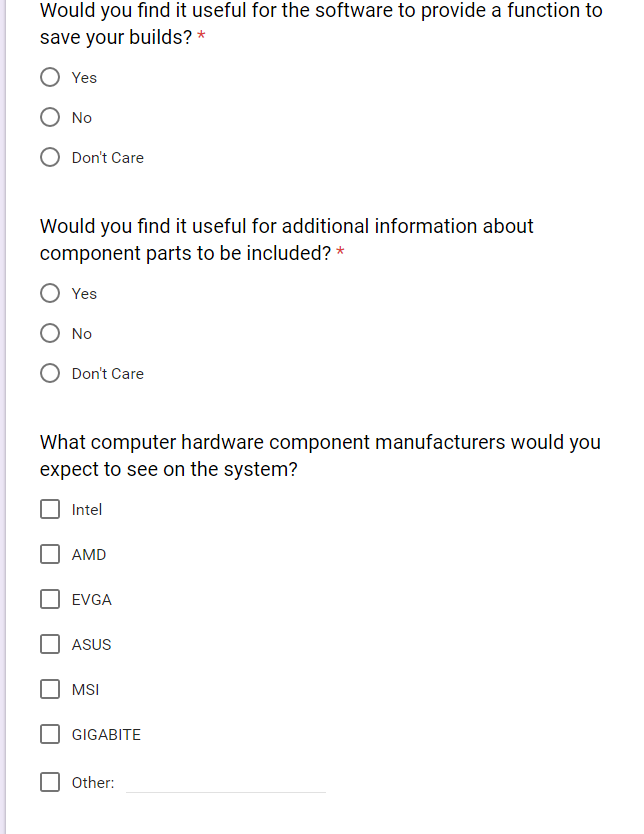 Would you find it useful for the software to provide a function to
save your builds? *
Yes
No
Don't Care
Would you find it useful for additional information about
component parts to be included? *
Yes
No
Don't Care
What computer hardware component manufacturers would you
expect to see on the system?
Intel
AMD
EVGA
ASUS
MSI
GIGABITE
Other: